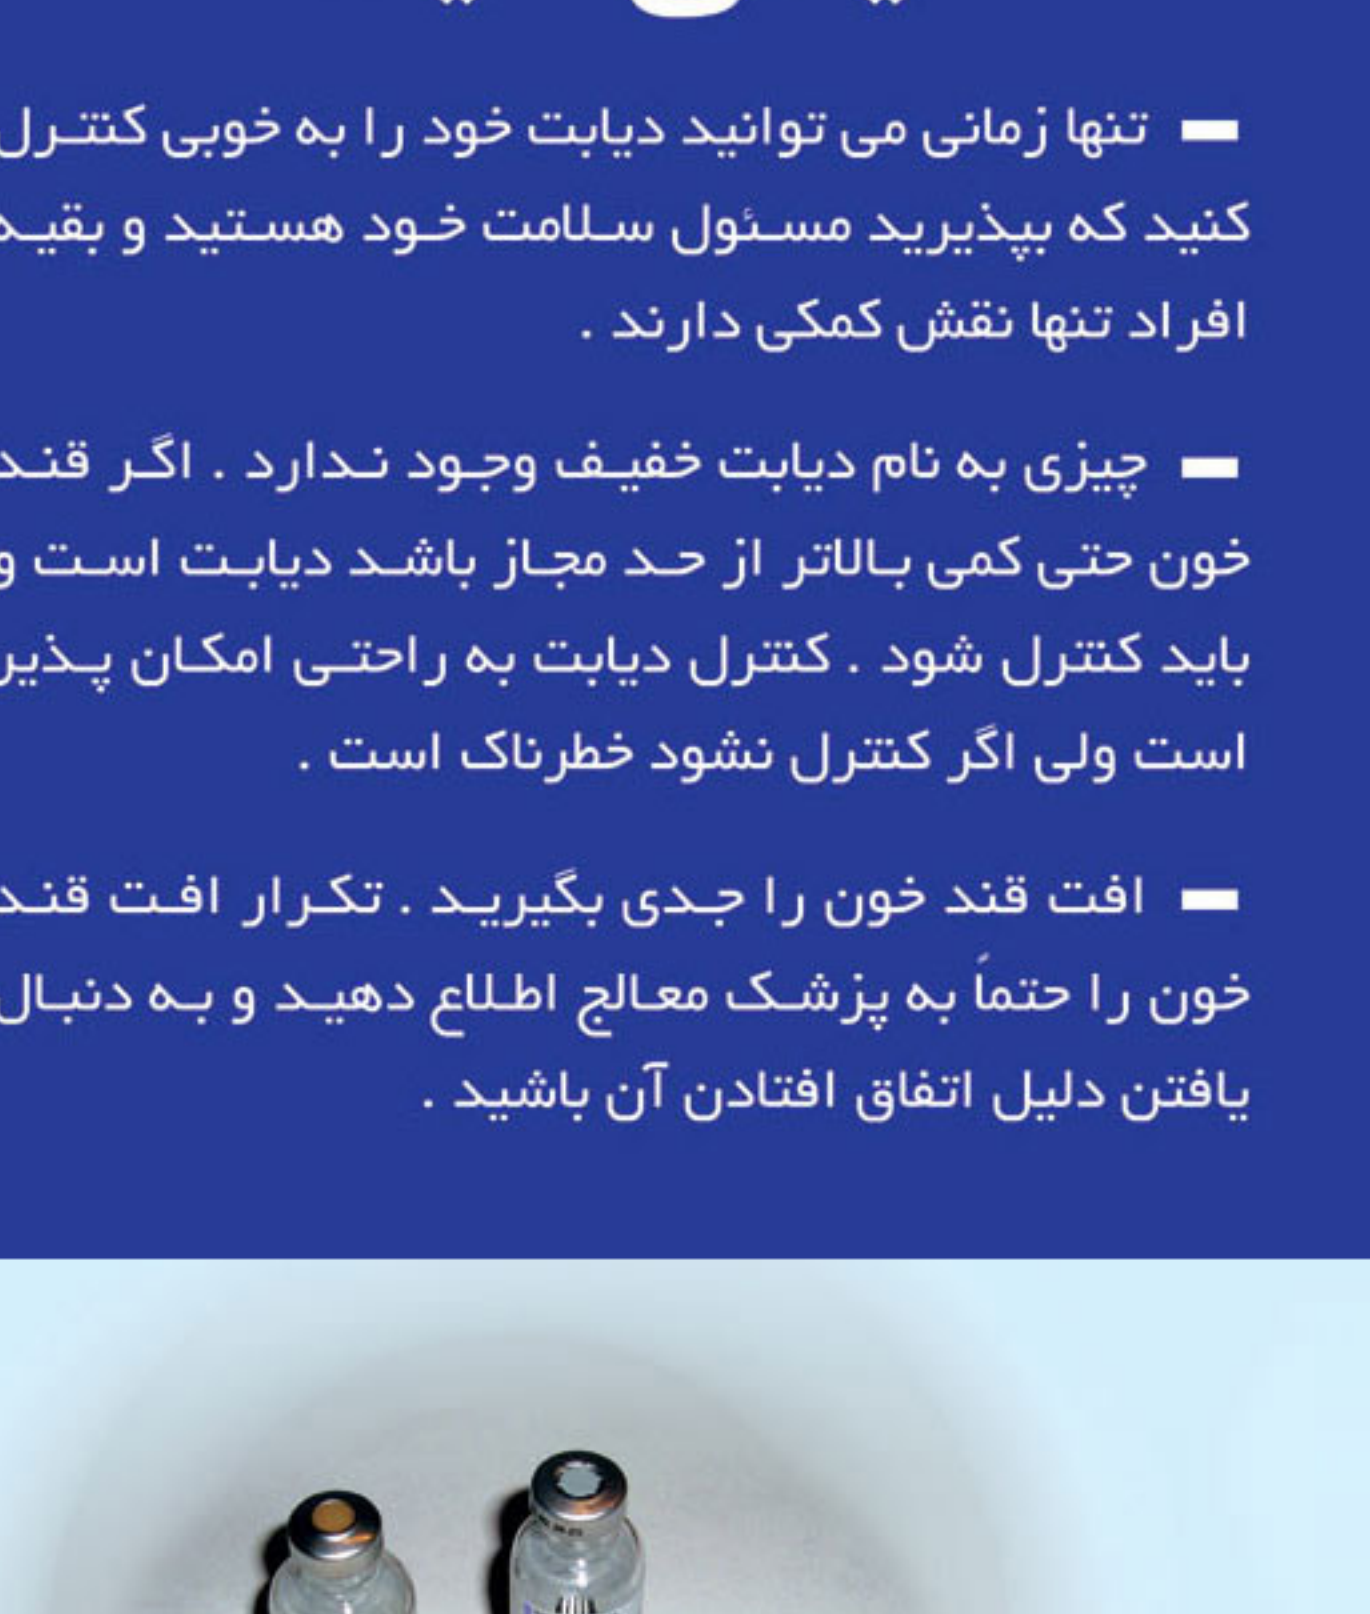 – تنها زمانی می توانید دیابت خود را به خوبی کنترل
کنید که بپذیرید مسئول سلامت خود هستید و بقیه
افراد تنها نقش کمکی دارند .
– چیزی به نام دیابت خفیف وجود ندارد . اگر قند
خون حتی کمی بالاتر از حد مجاز باشد دیابت است و
باید کنترل شود . کنترل دیابت به راحتی امکان پذیر
است ولی اگر کنترل نشود خطرناک است .
– افت قند خون را جدی بگیرید . تکرار افت قند
خون را حتماً به پزشک معالج اطلاع دهید و به دنبال
یافتن دلیل اتفاق افتادن آن باشید .